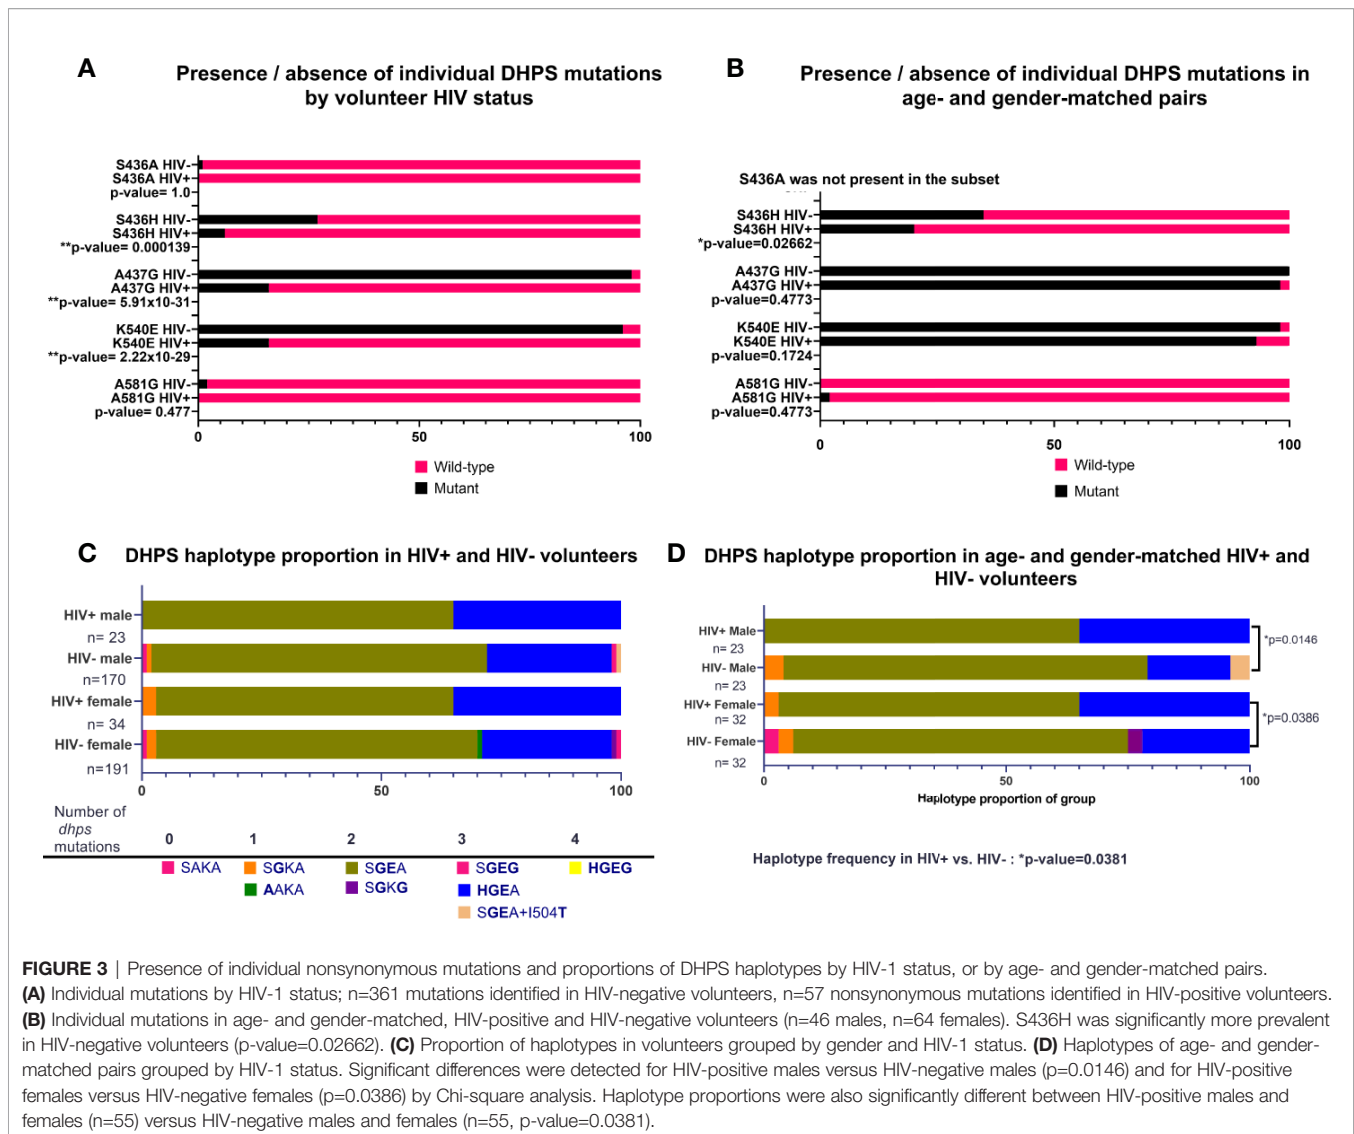 A
Presence / absence of individual DHPS mutations
by volunteer HIV status
S436A HIV-
S436A HIV+
p-value= 1.0
S436H HIV-
S436H HIV+
**p-value= 0.000139
A437G HIV-
A437G HIV+
**p-value= 5.91x10-31
K540E HIV-
K540E HIV+
**p-value= 2.22x10-29
A581G HIV-
A581G HIV+
p-value= 0.477
0 50 100
Wild-type
Mutant
B
Presence / absence of individual DHPS mutations in
age- and gender-matched pairs
S436A was not present in the subset
S436H HIV-
S436H HIV+
*p-value=0.02662
A437G HIV-
A437G HIV+
p-value=0.4773
K540E HIV-
K540E HIV+
p-value=0.1724
A581G HIV-
A581G HIV+
p-value=0.4773
0 50 100
Wild-type
Mutant
C
DHPS haplotype proportion in HIV+ and HIV- volunteers
HIV+ male
n= 23
HIV- male
n=170
HIV+ female
n= 34
HIV- female
n=191
0 50 100
Number of
dhps
mutations
0 1 2 3 4
SAKA SGKA SGEA SGEG HGEG
AAKA SGKG HGEA
SGEA+I504T
D
DHPS haplotype proportion in age- and gender-matched HIV+ and
HIV- volunteers
HIV+ Male
n= 23
HIV- Male
n= 23
HIV+ Female
n= 32
HIV- Female
n= 32
*p=0.0146
*p=0.0386
0 50 100
Haplotype proportion of group
Haplotype frequency in HIV+ vs. HIV- : *p-value=0.0381
FIGURE 3 | Presence of individual nonsynonymous mutations and proportions of DHPS haplotypes by HIV-1 status, or by age- and gender-matched pairs.
(A) Individual mutations by HIV-1 status; n=361 mutations identified in HIV-negative volunteers, n=57 nonsynonymous mutations identified in HIV-positive volunteers.
(B) Individual mutations in age- and gender-matched, HIV-positive and HIV-negative volunteers (n=46 males, n=64 females). S436H was significantly more prevalent
in HIV-negative volunteers (p-value=0.02662). (C) Proportion of haplotypes in volunteers grouped by gender and HIV-1 status. (D) Haplotypes of age- and gender-
matched pairs grouped by HIV-1 status. Significant differences were detected for HIV-positive males versus HIV-negative males (p=0.0146) and for HIV-positive
females versus HIV-negative females (p=0.0386) by Chi-square analysis. Haplotype proportions were also significantly different between HIV-positive males and
females (n=55) versus HIV-negative males and females (n=55, p-value=0.0381).